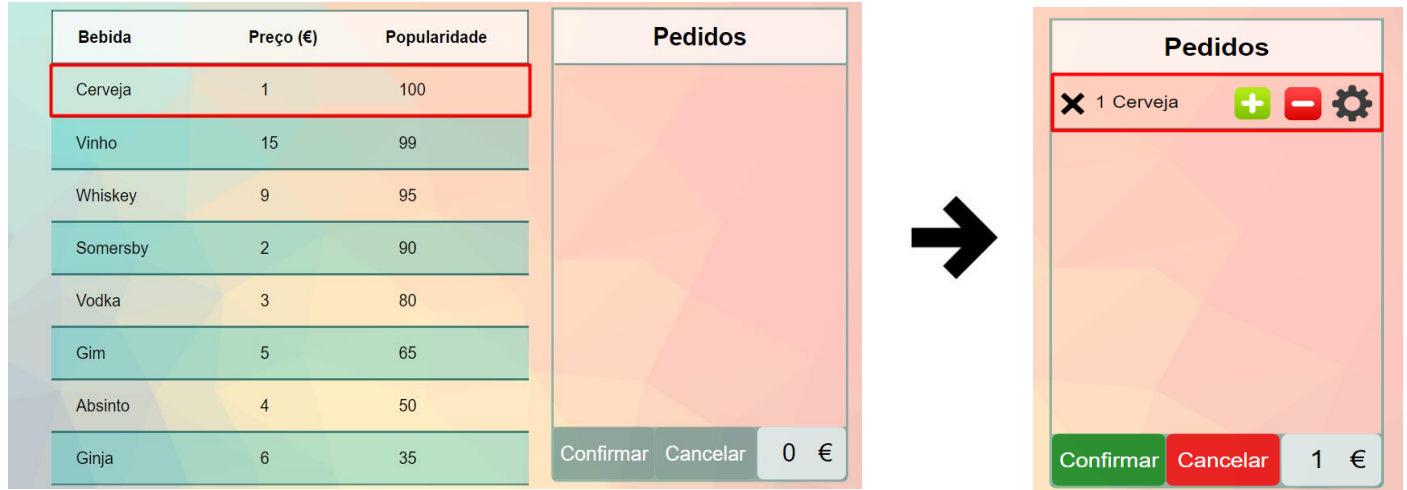 Bebida Preço (€) Popularidade
Cerveja 1 100
Vinho 15 99
Whiskey 9 95
Somersby 2 90
Vodka 3 80
Gim 5 65
Absinto 4 50
Ginja 6 35
Pedidos
Confirmar Cancelar 0 €
Pedidos
1 Cerveja
Confirmar Cancelar 1 €